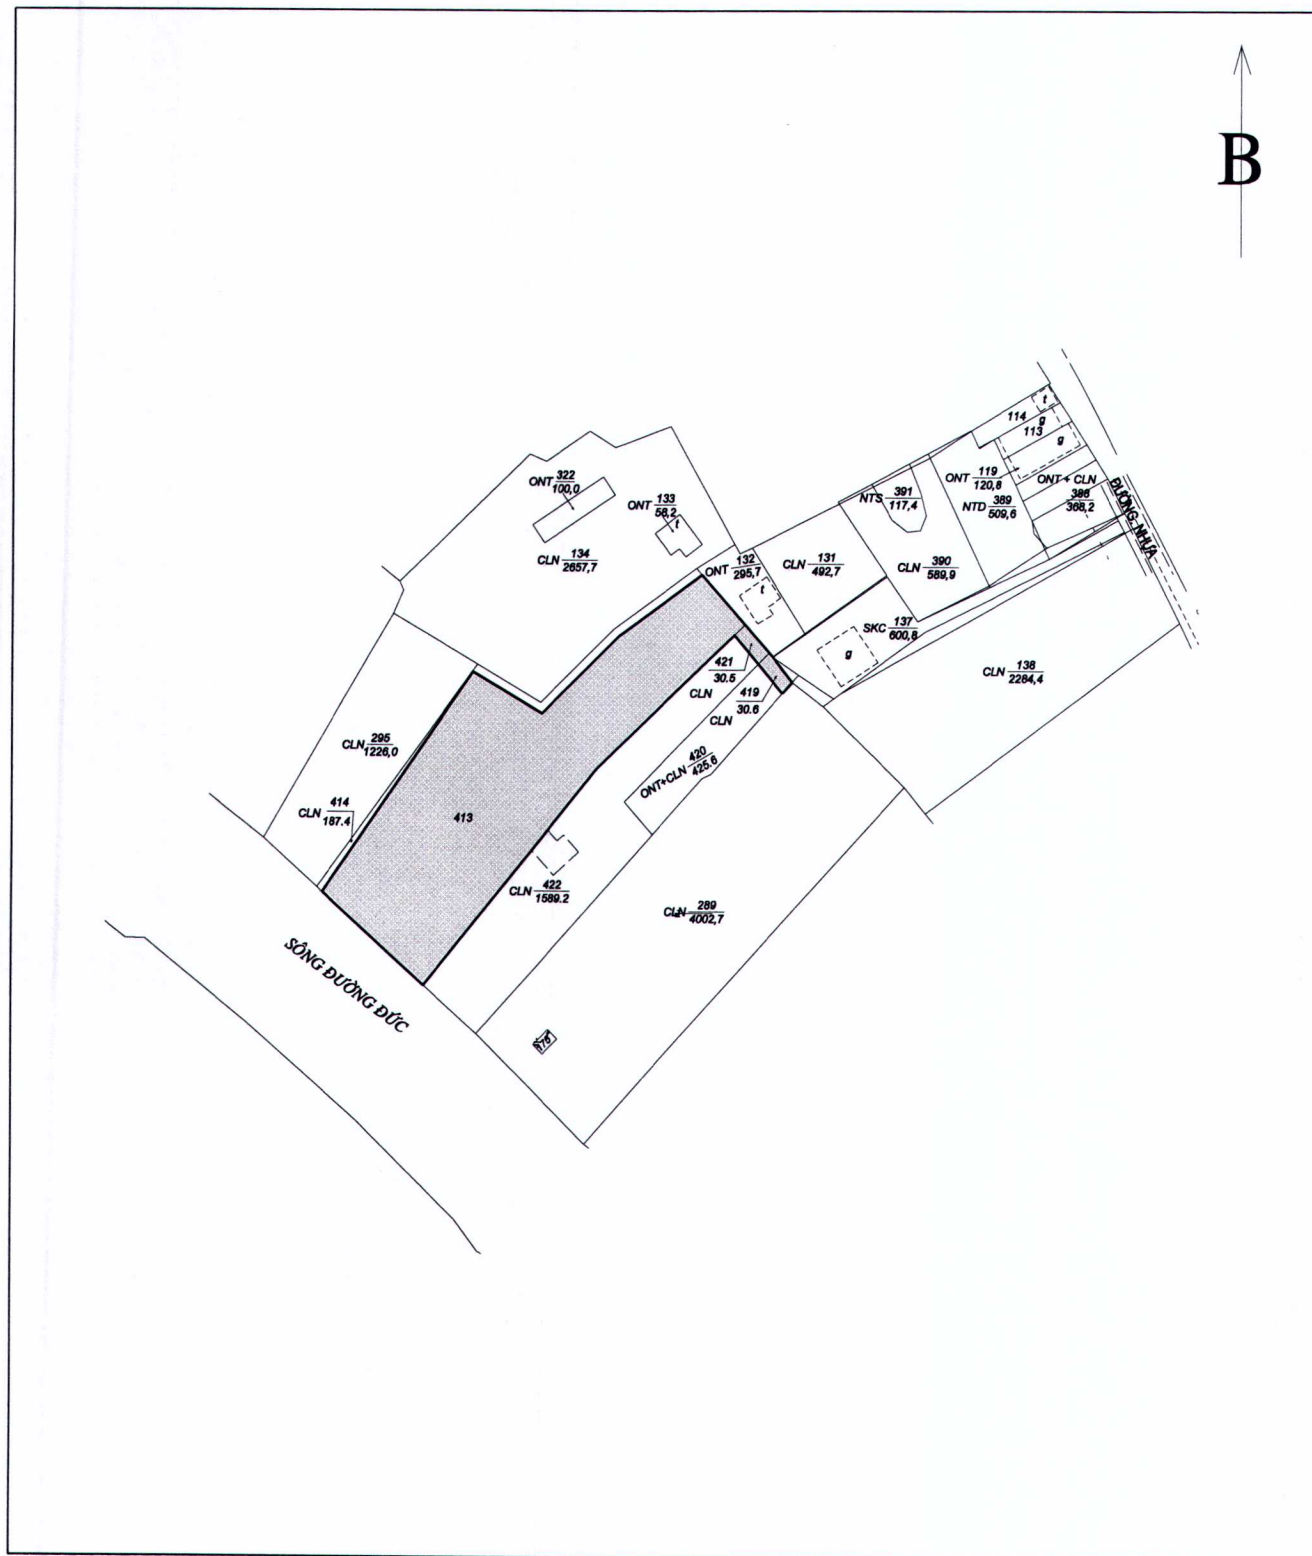 B
114
t
g
113
g
ONT 322
100,0
ONT 133
58,2
t
CLN 134
2657,7
NTS 391
117,4
ONT 119
120,8
NTD 389
509,6
ONT + CLN
386
368,2
ĐƯỜNG NHỰA
ONT 132
295,7
t
CLN 131
492,7
CLN 390
589,9
SKC 137
600,8
g
CLN 138
2284,4
421
30.5
CLN
419
30.6
CLN
CLN 295
1226,0
ONT+CLN 420
425.6
CLN 414
187.4
413
CLN 422
1589.2
CLN 289
4002,7
SÔNG ĐƯỜNG ĐỨC